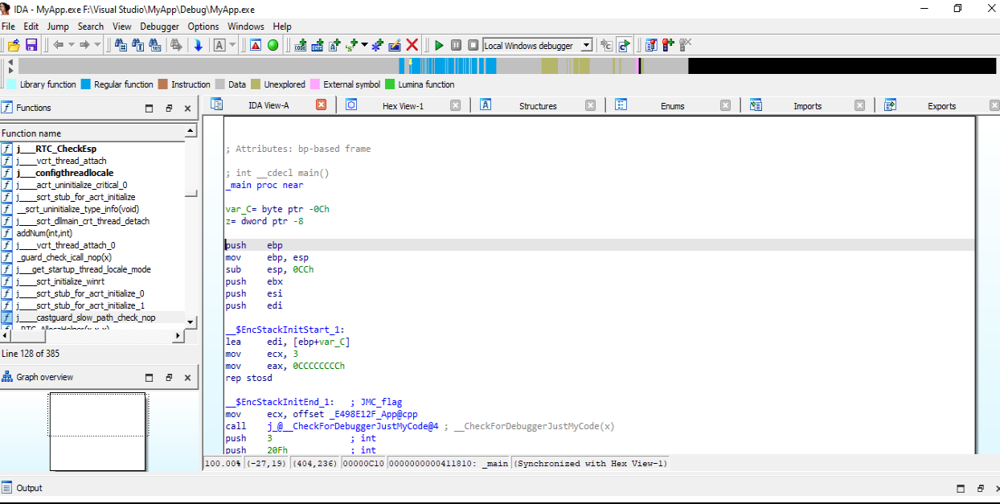 IDA - MyApp.exe F:\Visual Studio\MyApp\Debug\MyApp.exe
File Edit Jump Search View Debugger Options Windows Help
Local Windows debugger
Library function Regular function Instruction Data Unexplored External symbol Lumina function
Functions
IDA View-A Hex View-1 Structures Enums Imports Exports
Function name
j___RTC_CheckEsp
j____vcrt_thread_attach
j___configthreadlocale
j____acrt_uninitialize_critical_0
j____scrt_stub_for_acrt_initialize
__scrt_uninitialize_type_info(void)
j____scrt_dllmain_crt_thread_detach
addNum(int,int)
j____vcrt_thread_attach_0
_guard_check_icall_nop(x)
j___get_startup_thread_locale_mode
j____scrt_initialize_winrt
j____scrt_stub_for_acrt_initialize_0
j____scrt_stub_for_acrt_initialize_1
j____castguard_slow_path_check_nop
Line 128 of 385
Graph overview
; Attributes: bp-based frame
; int __cdecl main()
_main proc near
var_C= byte ptr -0Ch
z= dword ptr -8
push ebp
mov ebp, esp
sub esp, 0CCh
push ebx
push esi
push edi
__$EncStackInitStart_1:
lea edi, [ebp+var_C]
mov ecx, 3
mov eax, 0CCCCCCCCh
rep stosd
__$EncStackInitEnd_1: ; JMC_flag
mov ecx, offset _E498E12F_App@cpp
call j_@__CheckForDebuggerJustMyCode@4 ; __CheckForDebuggerJustMyCode(x)
push 3 ; int
push 20Fh ; int
100.00% (-27,19) (404,236) 00000C10 0000000000411810: _main (Synchronized with Hex View-1)
Output